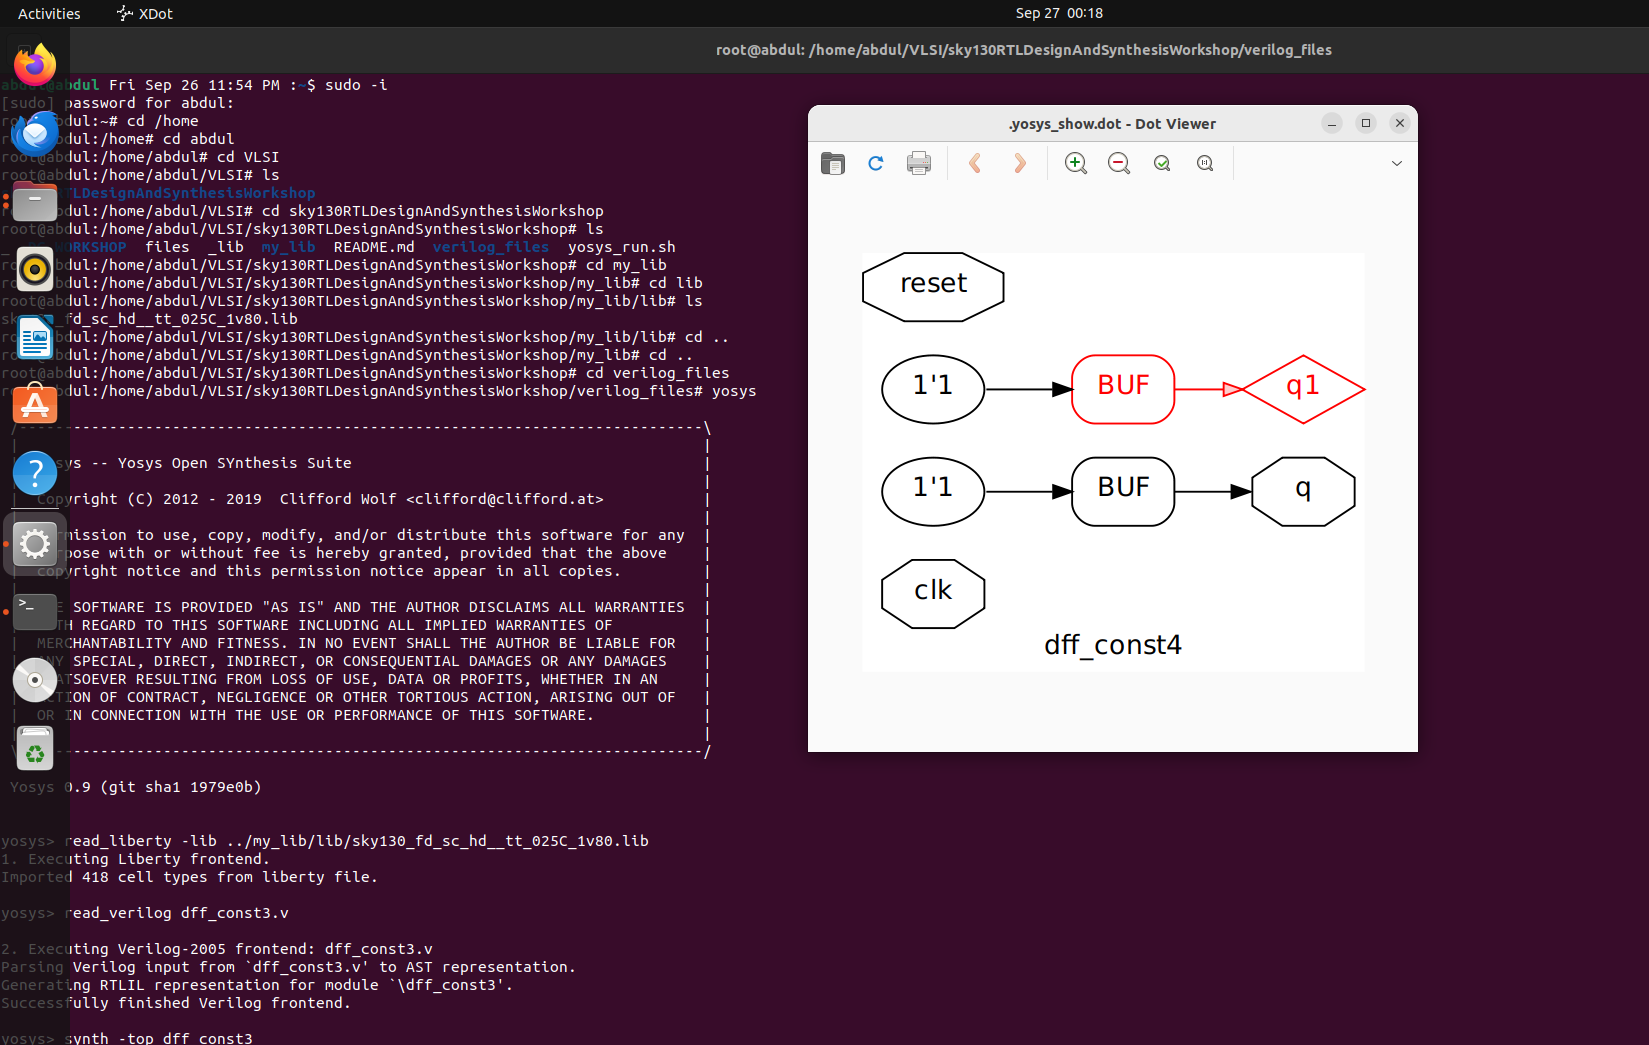 Activities
XDot
Sep 27 00:18
root@abdul: /home/abdul/VLSI/sky130RTLDesignAndSynthesisWorkshop/verilog_files
abdul@abdul Fri Sep 26 11:54 PM :~$ sudo -i
[sudo] password for abdul:
root@abdul:~# cd /home
root@abdul:/home# cd abdul
root@abdul:/home/abdul# cd VLSI
root@abdul:/home/abdul/VLSI# ls
RTLDesignAndSynthesisWorkshop
root@abdul:/home/abdul/VLSI# cd sky130RTLDesignAndSynthesisWorkshop
root@abdul:/home/abdul/VLSI/sky130RTLDesignAndSynthesisWorkshop# ls
WORKSHOP files _lib my_lib README.md verilog_files yosys_run.sh
root@abdul:/home/abdul/VLSI/sky130RTLDesignAndSynthesisWorkshop# cd my_lib
root@abdul:/home/abdul/VLSI/sky130RTLDesignAndSynthesisWorkshop/my_lib# cd lib
root@abdul:/home/abdul/VLSI/sky130RTLDesignAndSynthesisWorkshop/my_lib/lib# ls
sky130_fd_sc_hd__tt_025C_1v80.lib
root@abdul:/home/abdul/VLSI/sky130RTLDesignAndSynthesisWorkshop/my_lib/lib# cd ..
root@abdul:/home/abdul/VLSI/sky130RTLDesignAndSynthesisWorkshop/my_lib# cd ..
root@abdul:/home/abdul/VLSI/sky130RTLDesignAndSynthesisWorkshop# cd verilog_files
root@abdul:/home/abdul/VLSI/sky130RTLDesignAndSynthesisWorkshop/verilog_files# yosys
/----------------------------------------------------------------------------\
yosys -- Yosys Open SYnthesis Suite
Copyright (C) 2012 - 2019 Clifford Wolf <clifford@clifford.at>
Permission to use, copy, modify, and/or distribute this software for any
purpose with or without fee is hereby granted, provided that the above
copyright notice and this permission notice appear in all copies.
THE SOFTWARE IS PROVIDED "AS IS" AND THE AUTHOR DISCLAIMS ALL WARRANTIES
WITH REGARD TO THIS SOFTWARE INCLUDING ALL IMPLIED WARRANTIES OF
MERCHANTABILITY AND FITNESS. IN NO EVENT SHALL THE AUTHOR BE LIABLE FOR
ANY SPECIAL, DIRECT, INDIRECT, OR CONSEQUENTIAL DAMAGES OR ANY DAMAGES
WHATSOEVER RESULTING FROM LOSS OF USE, DATA OR PROFITS, WHETHER IN AN
ACTION OF CONTRACT, NEGLIGENCE OR OTHER TORTIOUS ACTION, ARISING OUT OF
OR IN CONNECTION WITH THE USE OR PERFORMANCE OF THIS SOFTWARE.
\----------------------------------------------------------------------------/
Yosys 0.9 (git sha1 1979e0b)
yosys> read_liberty -lib ../my_lib/lib/sky130_fd_sc_hd__tt_025C_1v80.lib
1. Executing Liberty frontend.
Imported 418 cell types from liberty file.
yosys> read_verilog dff_const3.v
2. Executing Verilog-2005 frontend: dff_const3.v
Parsing Verilog input from `dff_const3.v' to AST representation.
Generating RTLIL representation for module `\dff_const3'.
Successfully finished Verilog frontend.
yosys> synth -top dff_const3
.yosys_show.dot - Dot Viewer
reset
1'1 BUF q1
1'1 BUF q
clk
dff_const4